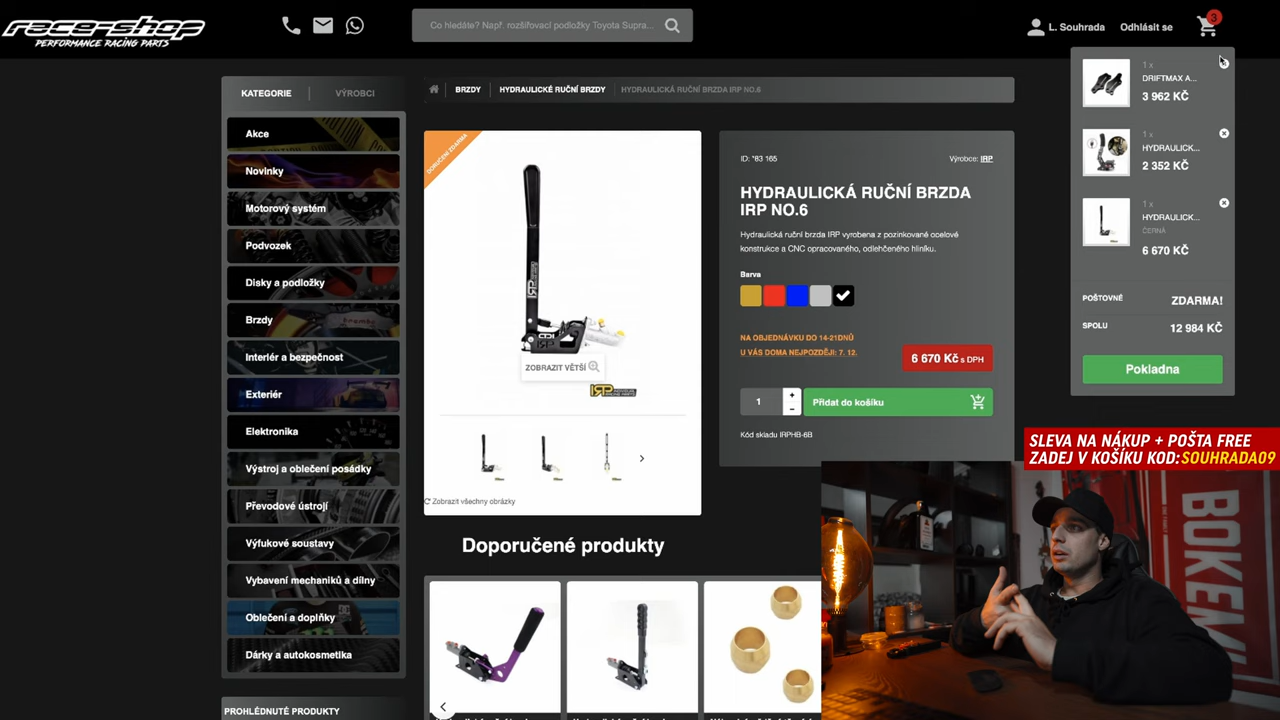 race-shop
PERFORMANCE RACING PARTS
Co hledáte? Např. rozšiřovací podložky Toyota Supra...
L. Souhrada
Odhlásit se
3
KATEGORIE
VÝROBCI
Akce
Novinky
Motorový systém
Podvozek
Disky a podložky
Brzdy
Interiér a bezpečnost
Exteriér
Elektronika
Výstroj a oblečení posádky
Převodové ústrojí
Výfukové soustavy
Vybavení mechaniků a dílny
Oblečení a doplňky
Dárky a autokosmetika
PROHLÉDNUTÉ PRODUKTY
BRZDY
HYDRAULICKÉ RUČNÍ BRZDY
HYDRAULICKÁ RUČNÍ BRZDA IRP NO.6
DORUČENÍ ZDARMA
ZOBRAZIT VĚTŠÍ
IRP
INDIVIDUAL
RACING PARTS
Zobrazit všechny obrázky
ID: *83 165
Výrobce: IRP
HYDRAULICKÁ RUČNÍ BRZDA
IRP NO.6
Hydraulická ruční brzda IRP vyrobena z pozinkované ocelové
konstrukce a CNC opracovaného, odlehčeného hliníku.
Barva
NA OBJEDNÁVKU DO 14-21DNŮ
U VÁS DOMA NEJPOZDĚJI: 7. 12.
6 670 Kč s DPH
1
+
-
Přidat do košíku
Kód skladu IRPHB-6B
1 x
DRIFTMAX A...
3 962 KČ
1 x
HYDRAULICK...
2 352 KČ
1 x
HYDRAULICK...
ČERNÁ
6 670 KČ
POŠTOVNÉ
ZDARMA!
SPOLU
12 984 KČ
Pokladna
SLEVA NA NÁKUP + POŠTA FREE
ZADEJ V KOŠÍKU KOD:SOUHRADA09
Doporučené produkty
BOKEM